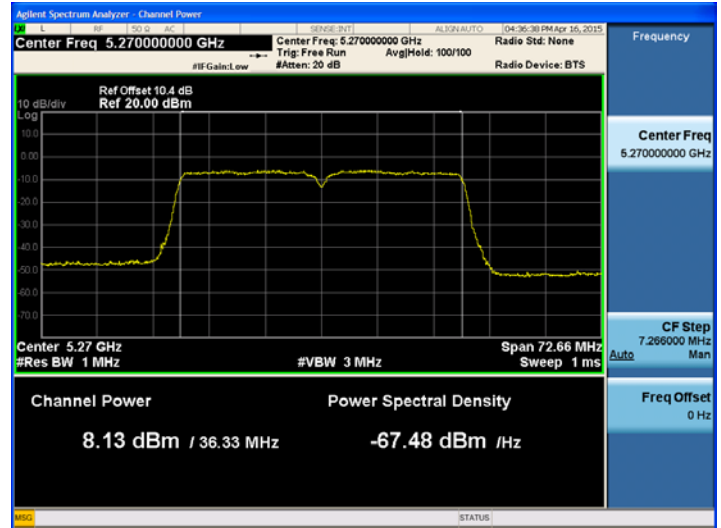 Agilent Spectrum Analyzer - Channel Power
L RF 50 Ω AC SENSE:INT ALIGNAUTO 04:36:38 PM Apr 16, 2015
Center Freq 5.270000000 GHz
Center Freq: 5.270000000 GHz
Radio Std: None
Trig: Free Run Avg|Hold: 100/100
#IFGain:Low
#Atten: 20 dB
Radio Device: BTS
Frequency
Ref Offset 10.4 dB
10 dB/div Ref 20.00 dBm
Log
10.0
0.00
-10.0
-20.0
-30.0
-40.0
-50.0
-60.0
-70.0
Center 5.27 GHz Span 72.66 MHz
#Res BW 1 MHz #VBW 3 MHz Sweep 1 ms
Channel Power
Power Spectral Density
8.13 dBm / 36.33 MHz
-67.48 dBm /Hz
Center Freq
5.270000000 GHz
CF Step
7.266000 MHz
Auto Man
Freq Offset
0 Hz
MSG STATUS